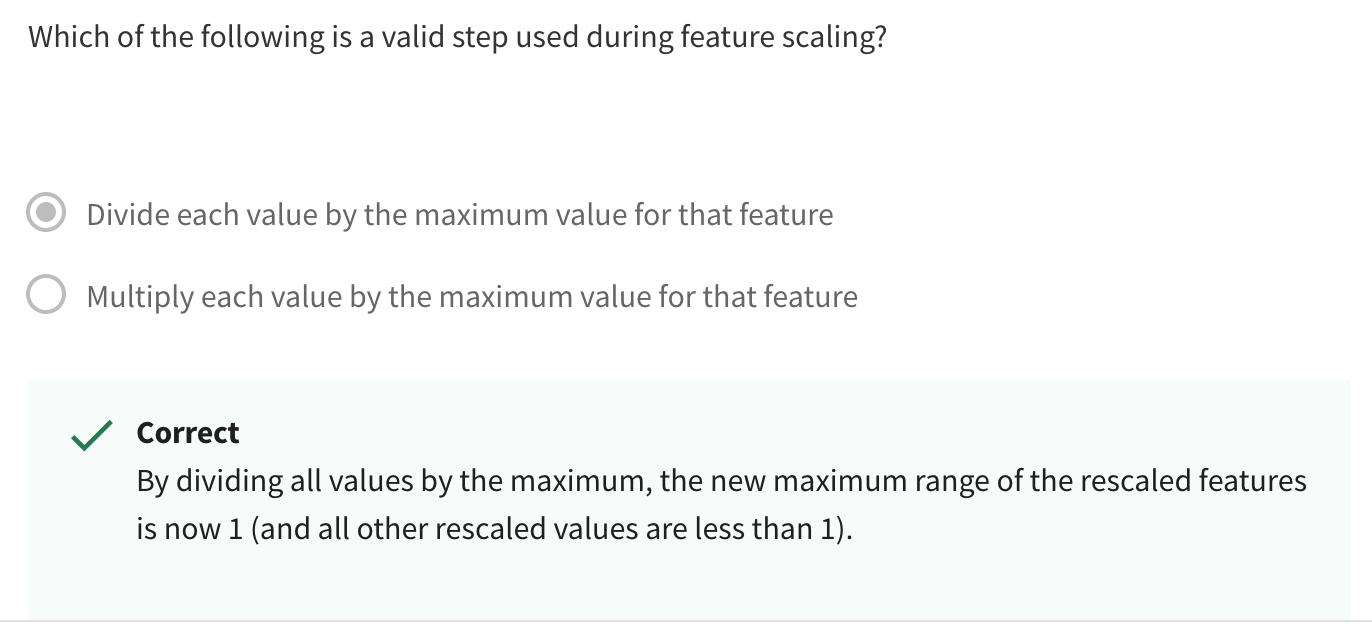 Which of the following is a valid step used during feature scaling?
Divide each value by the maximum value for that feature
Multiply each value by the maximum value for that feature
Correct
By dividing all values by the maximum, the new maximum range of the rescaled features
is now 1 (and all other rescaled values are less than 1).